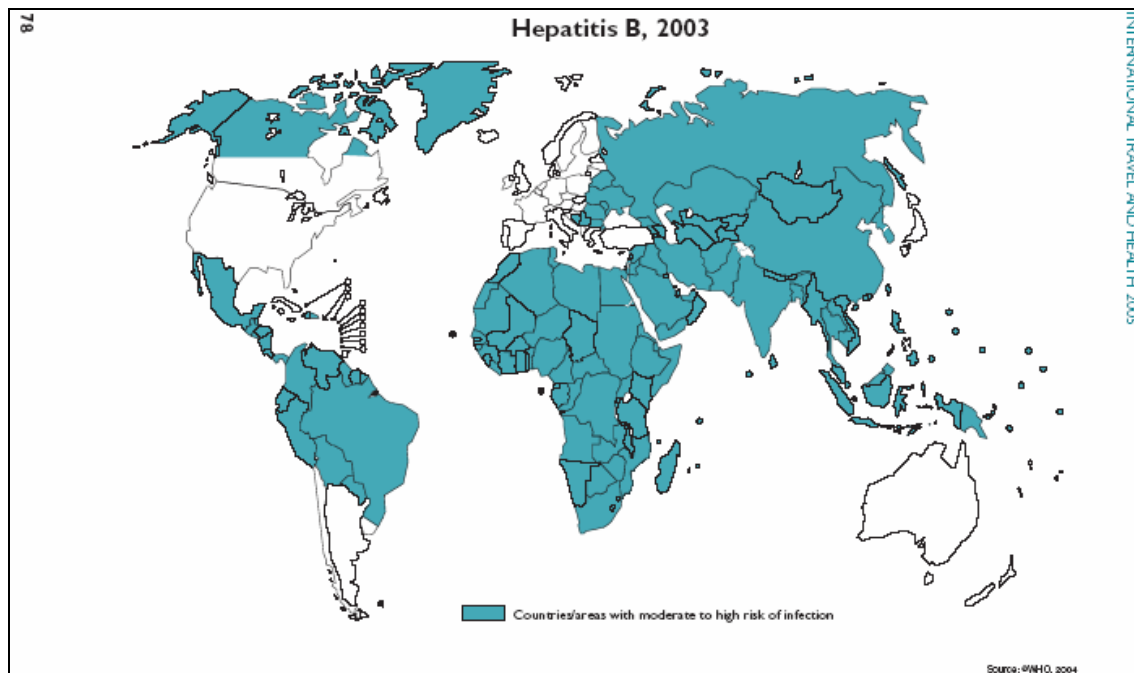 78
Hepatitis B, 2003
INTERNATIONAL TRAVEL AND HEALTH 2005
Countries/areas with moderate to high risk of infection
Source: ©WHO, 2004